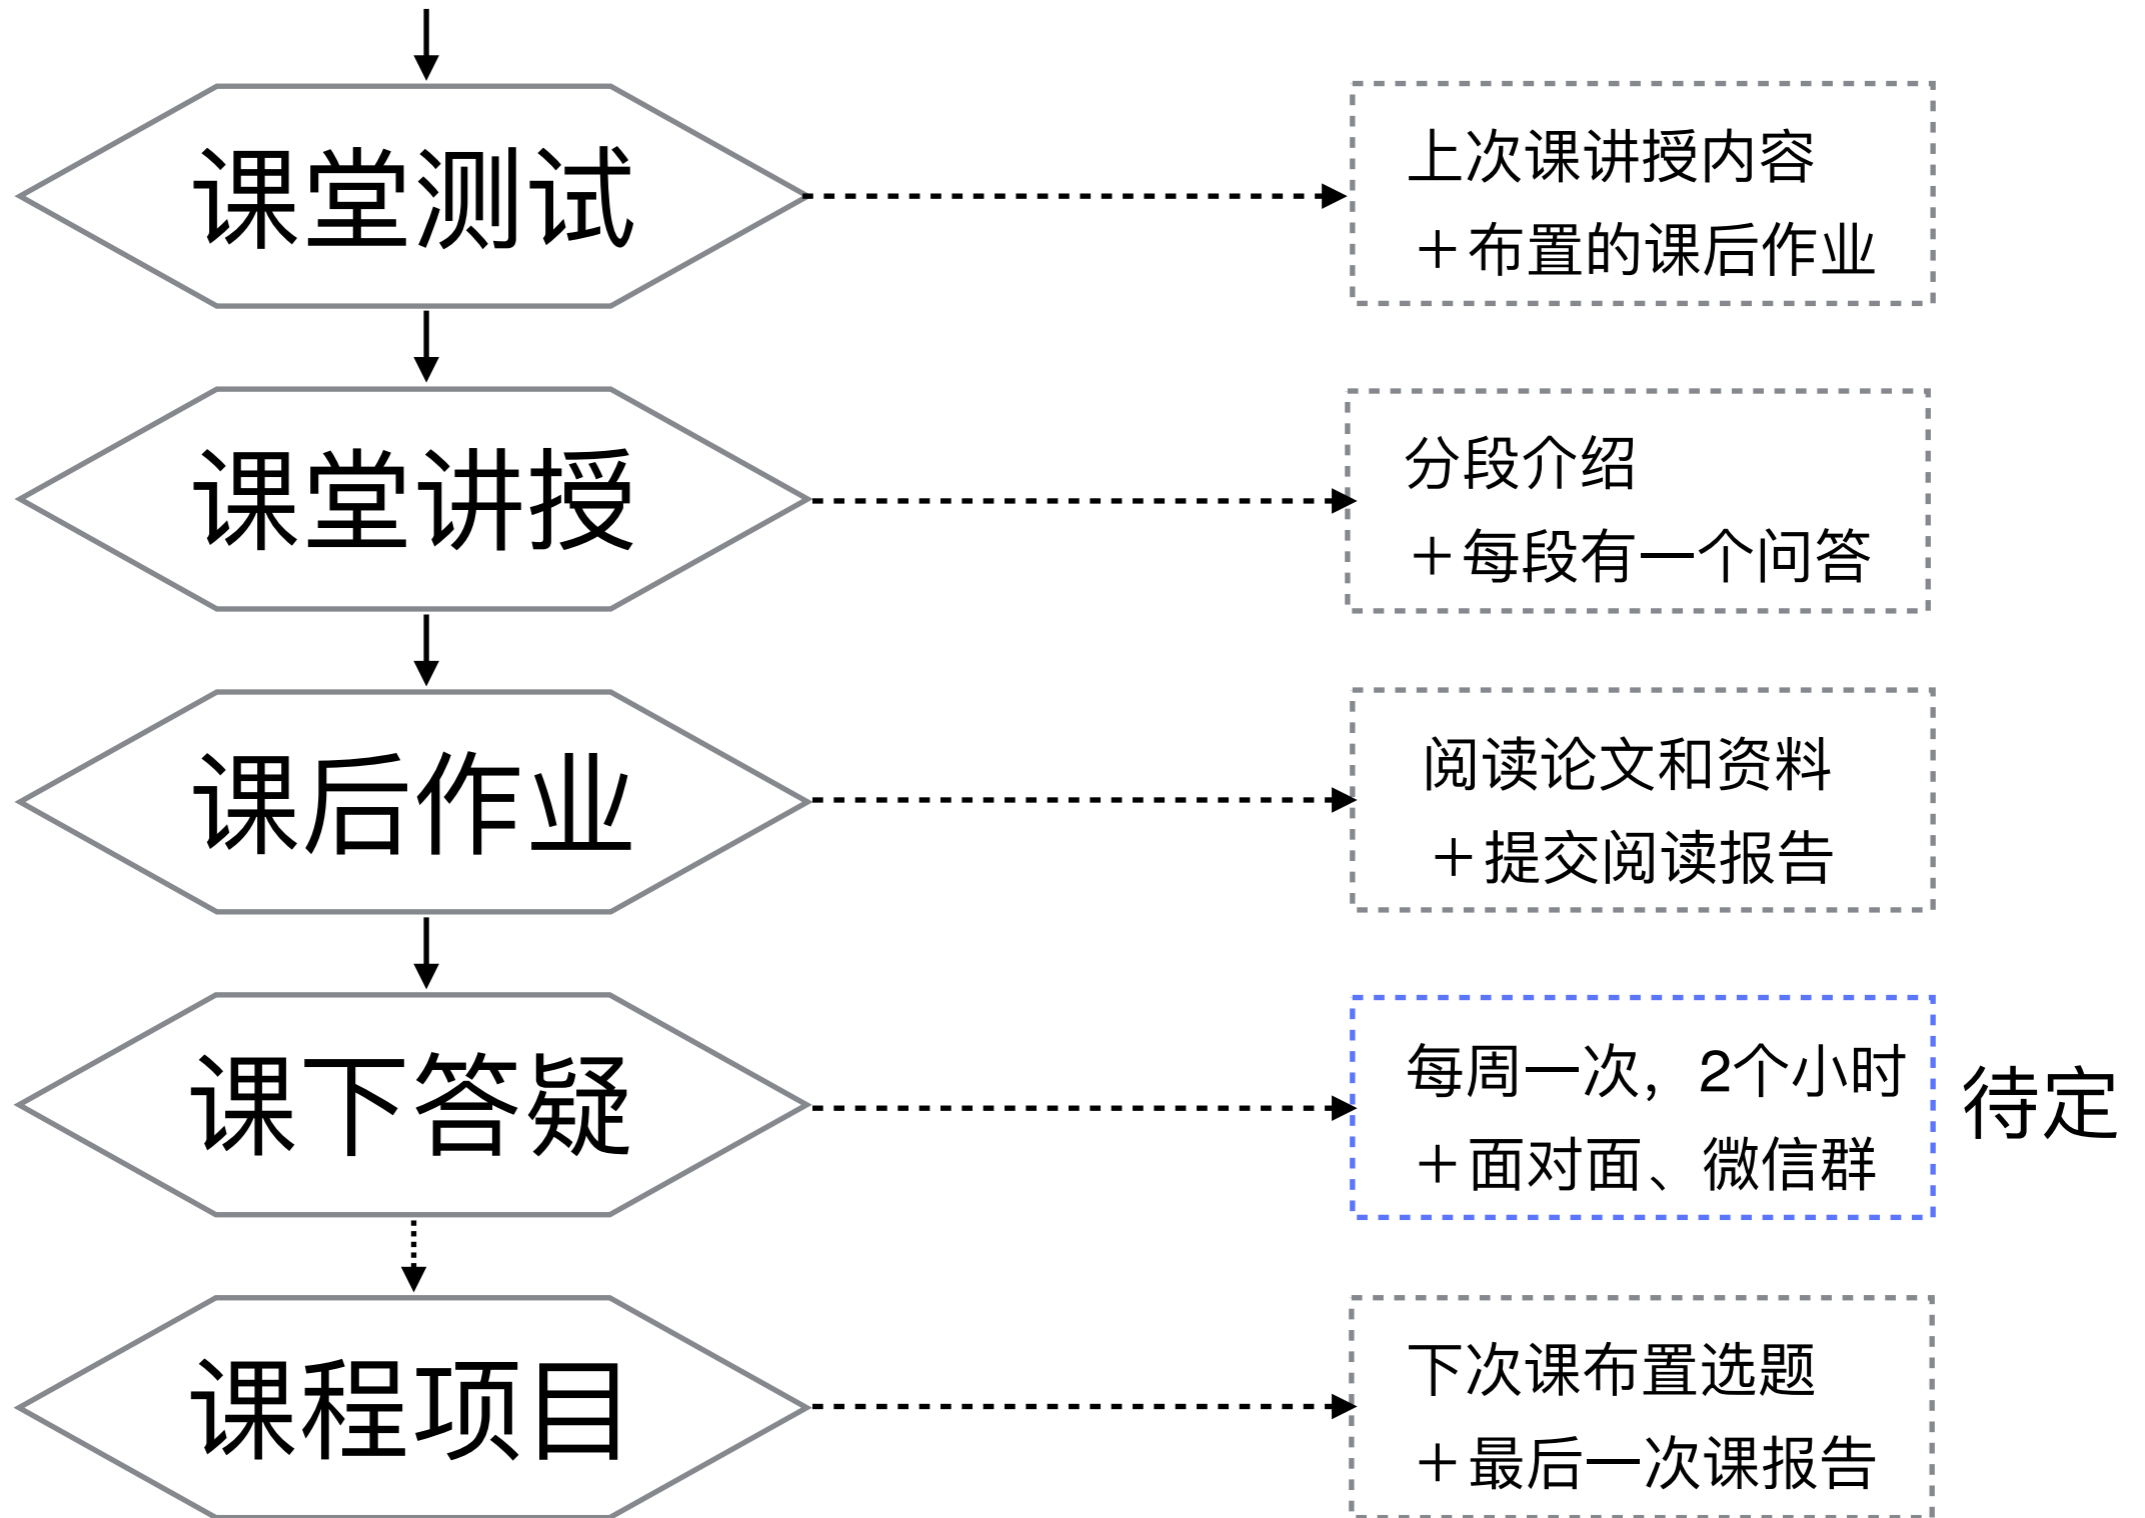 课堂测试
上次课讲授内容
＋布置的课后作业
课堂讲授
分段介绍
＋每段有一个问答
课后作业
阅读论文和资料
＋提交阅读报告
课下答疑
每周一次，2个小时
＋面对面、微信群
待定
课程项目
下次课布置选题
＋最后一次课报告